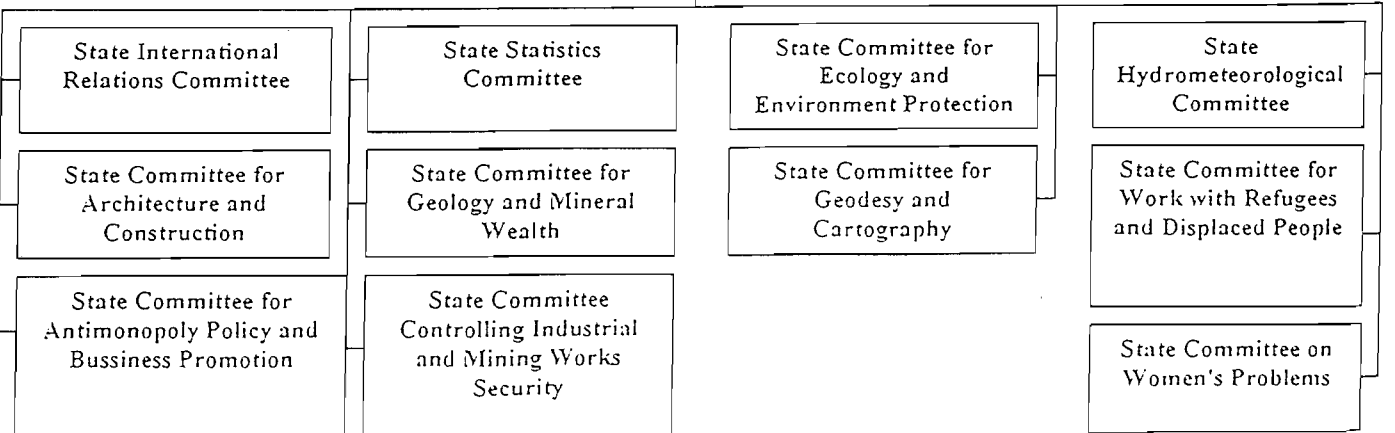 State International
Relations Committee
State Statistics
Committee
State Committee for
Ecology and
Environment Protection
State
Hydrometeorological
Committee
State Committee for
Architecture and
Construction
State Committee for
Geology and Mineral
Wealth
State Committee for
Geodesy and
Cartography
State Committee for
Work with Refugees
and Displaced People
State Committee for
Antimonopoly Policy and
Bussiness Promotion
State Committee
Controlling Industrial
and Mining Works
Security
State Committee on
Women's Problems